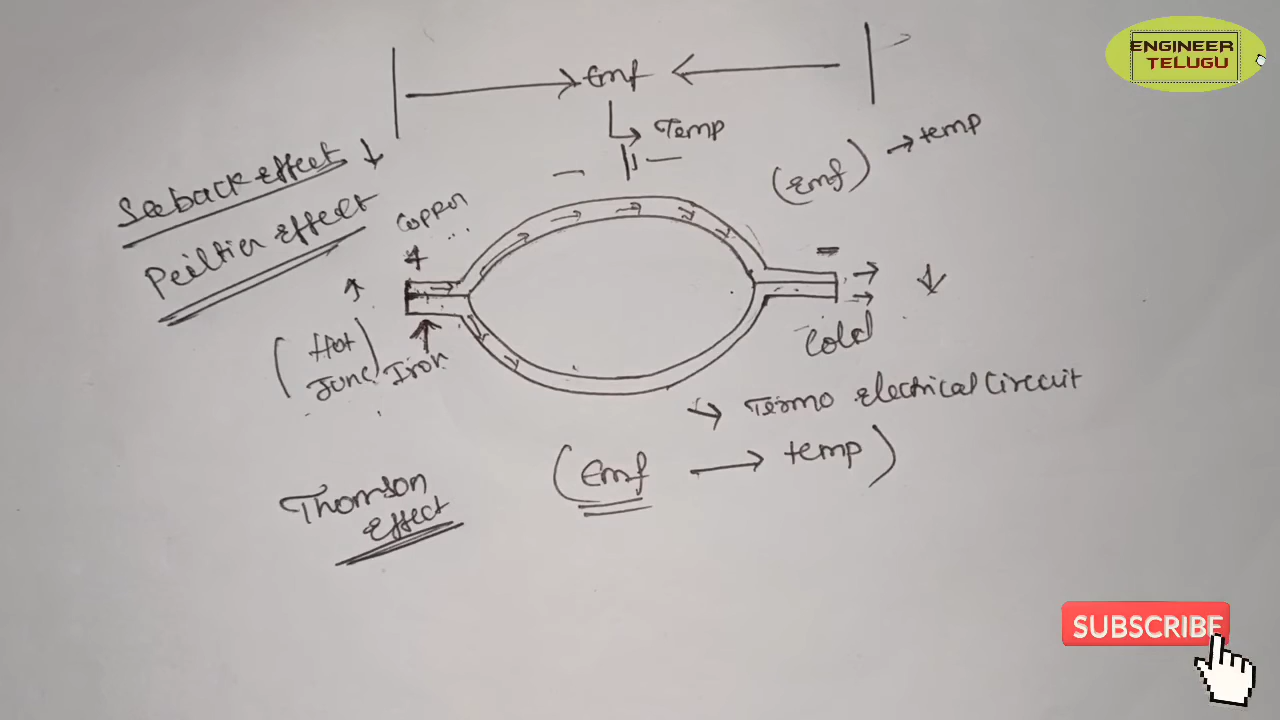 ENGINEER
TELUGU
Emf
Temp
(emf) → temp
Seeback effect ↓
Peiltier effect
Copper
+
-
(Hot
Junc.)
Iron
Cold
↳ Termo electrical circuit
(Emf → temp)
Thomson
effect
SUBSCRIBE